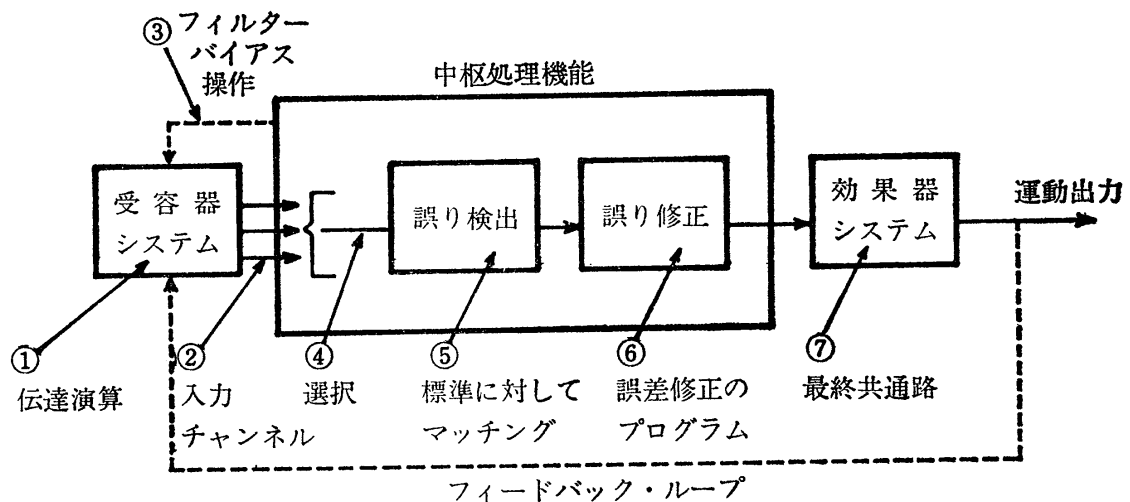 ③フィルター
バイアス
操作
中枢処理機能
受容器
システム
誤り検出
誤り修正
効果器
システム
運動出力
①
伝達演算
②
入力
チャンネル
④
選択
⑤
標準に対して
マッチング
⑥
誤差修正の
プログラム
⑦
最終共通路
フィードバック・ループ